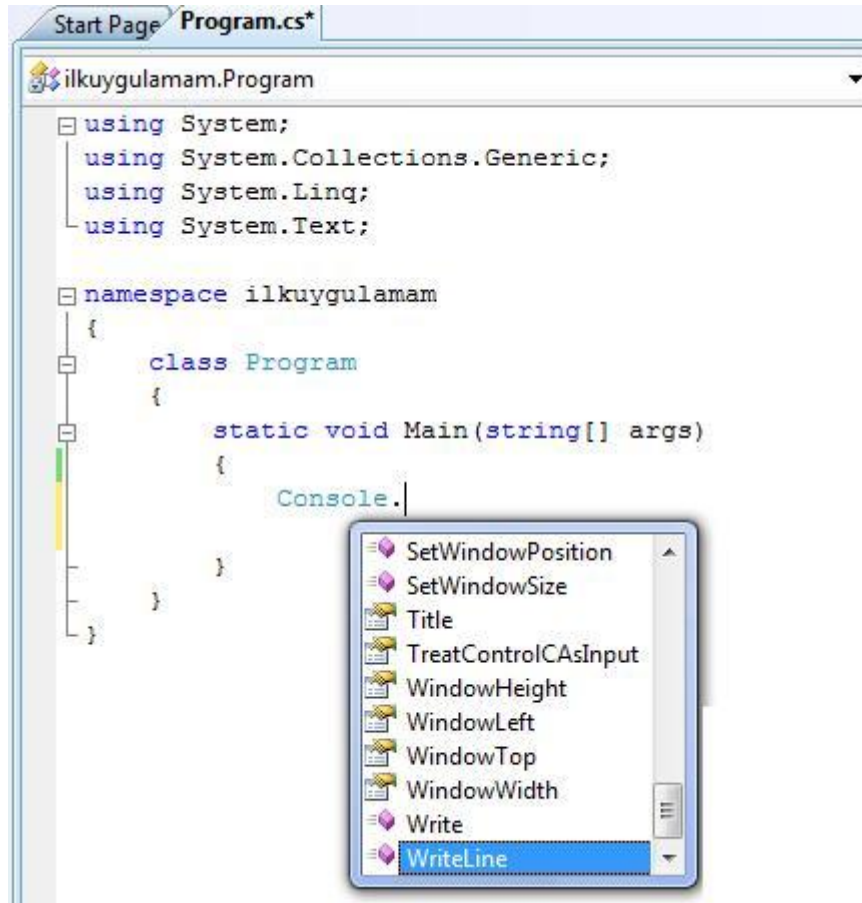 Start Page Program.cs*
ilkuygulamam.Program
using System;
using System.Collections.Generic;
using System.Linq;
using System.Text;
namespace ilkuygulamam
{
class Program
{
static void Main(string[] args)
{
Console.
SetWindowPosition
SetWindowSize
Title
TreatControlCAsInput
WindowHeight
WindowLeft
WindowTop
WindowWidth
Write
WriteLine
}
}
}